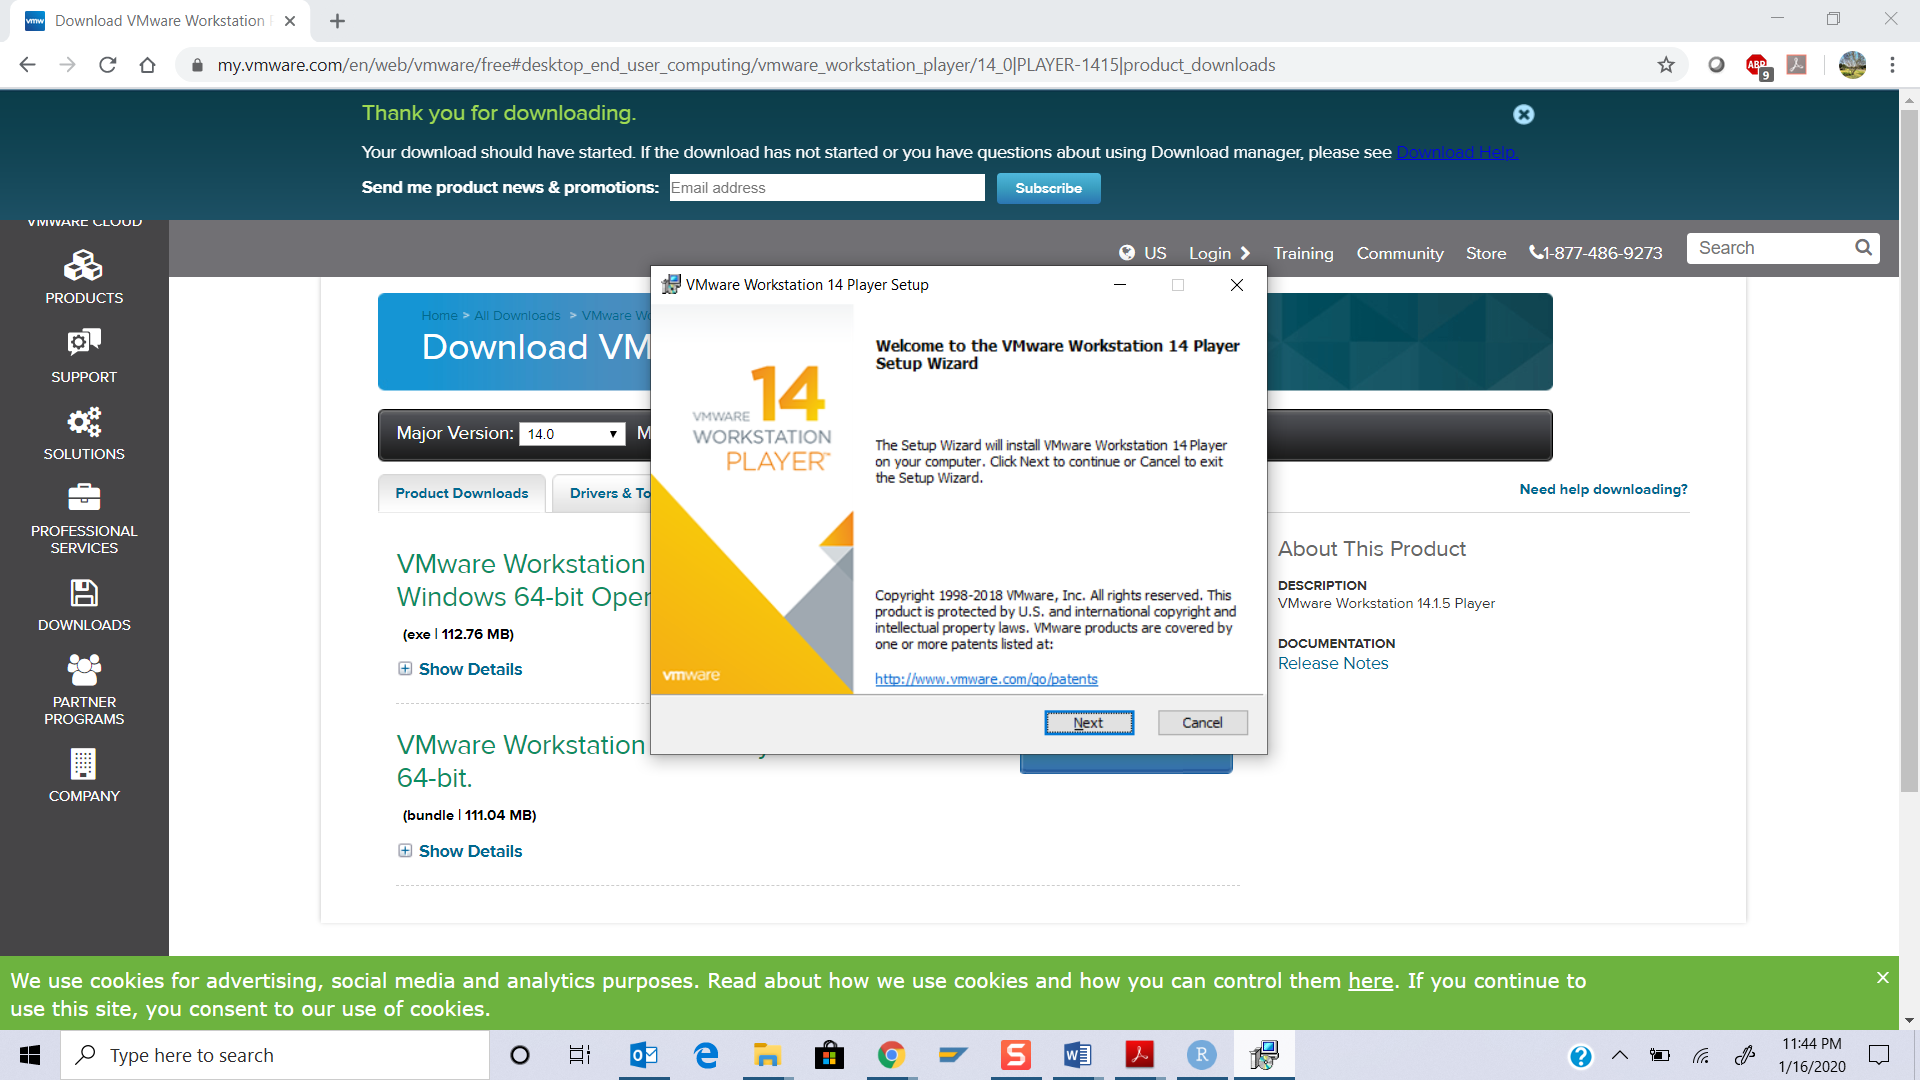 Download VMware Workstation P
my.vmware.com/en/web/vmware/free#desktop_end_user_computing/vmware_workstation_player/14_0|PLAYER-1415|product_downloads
ABP
9
Thank you for downloading.
Your download should have started. If the download has not started or you have questions about using Download manager, please see Download Help.
Send me product news & promotions: Email address Subscribe
VMWARE CLOUD
PRODUCTS
SUPPORT
SOLUTIONS
PROFESSIONAL
SERVICES
DOWNLOADS
PARTNER
PROGRAMS
COMPANY
US Login Training Community Store 1-877-486-9273 Search
Home > All Downloads > VMware Wo
Download VM
Major Version: 14.0 M
Product Downloads Drivers & To
Need help downloading?
VMware Workstation
Windows 64-bit Oper
(exe | 112.76 MB)
Show Details
VMware Workstation
64-bit.
(bundle | 111.04 MB)
Show Details
About This Product
DESCRIPTION
VMware Workstation 14.1.5 Player
DOCUMENTATION
Release Notes
VMware Workstation 14 Player Setup
14
VMWARE
WORKSTATION
PLAYER™
vmware
Welcome to the VMware Workstation 14 Player
Setup Wizard
The Setup Wizard will install VMware Workstation 14 Player
on your computer. Click Next to continue or Cancel to exit
the Setup Wizard.
Copyright 1998-2018 VMware, Inc. All rights reserved. This
product is protected by U.S. and international copyright and
intellectual property laws. VMware products are covered by
one or more patents listed at:
http://www.vmware.com/go/patents
Next Cancel
We use cookies for advertising, social media and analytics purposes. Read about how we use cookies and how you can control them here. If you continue to
use this site, you consent to our use of cookies.
Type here to search
11:44 PM
1/16/2020